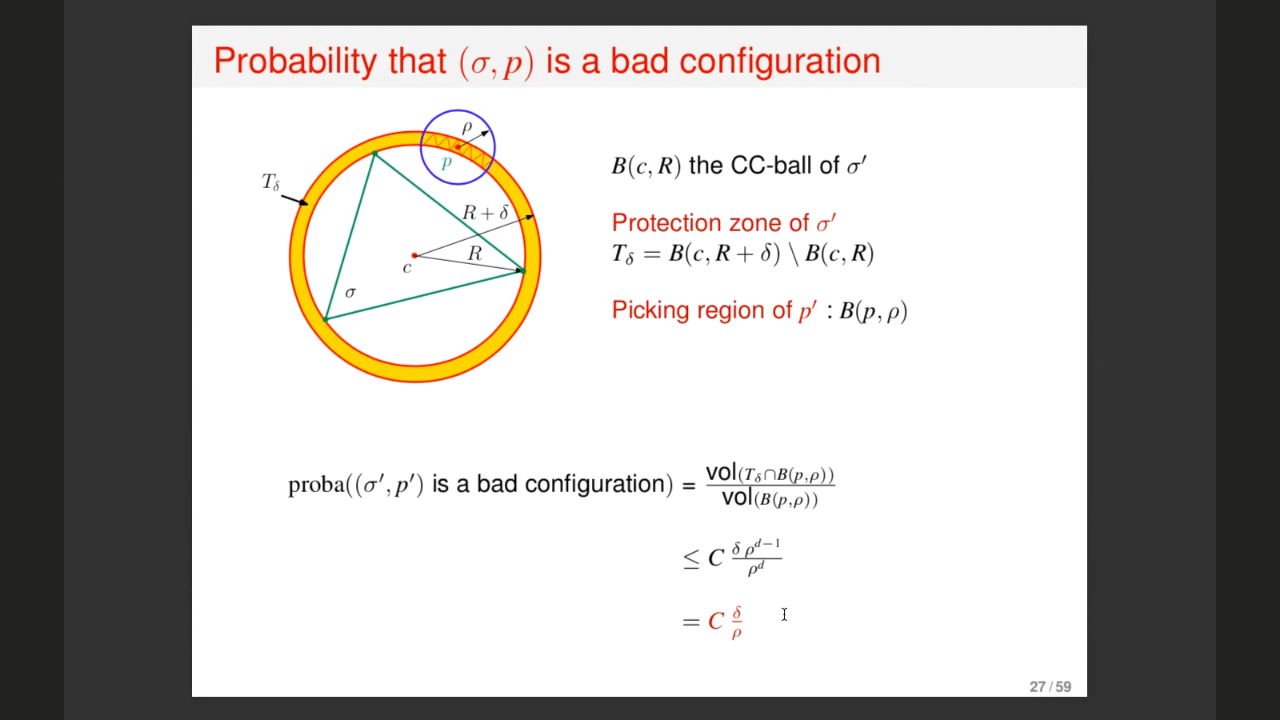 Probability that (σ, p) is a bad configuration
ρ
p
T_δ
R + δ
R
c
σ
B(c, R) the CC-ball of σ′
Protection zone of σ′
T_δ = B(c, R + δ) \ B(c, R)
Picking region of p′ : B(p, ρ)
proba((σ′, p′) is a bad configuration) = vol(T_δ∩B(p,ρ)) / vol(B(p,ρ))
≤ C δ ρ^{d−1} / ρ^d
= C δ / ρ
27 / 59